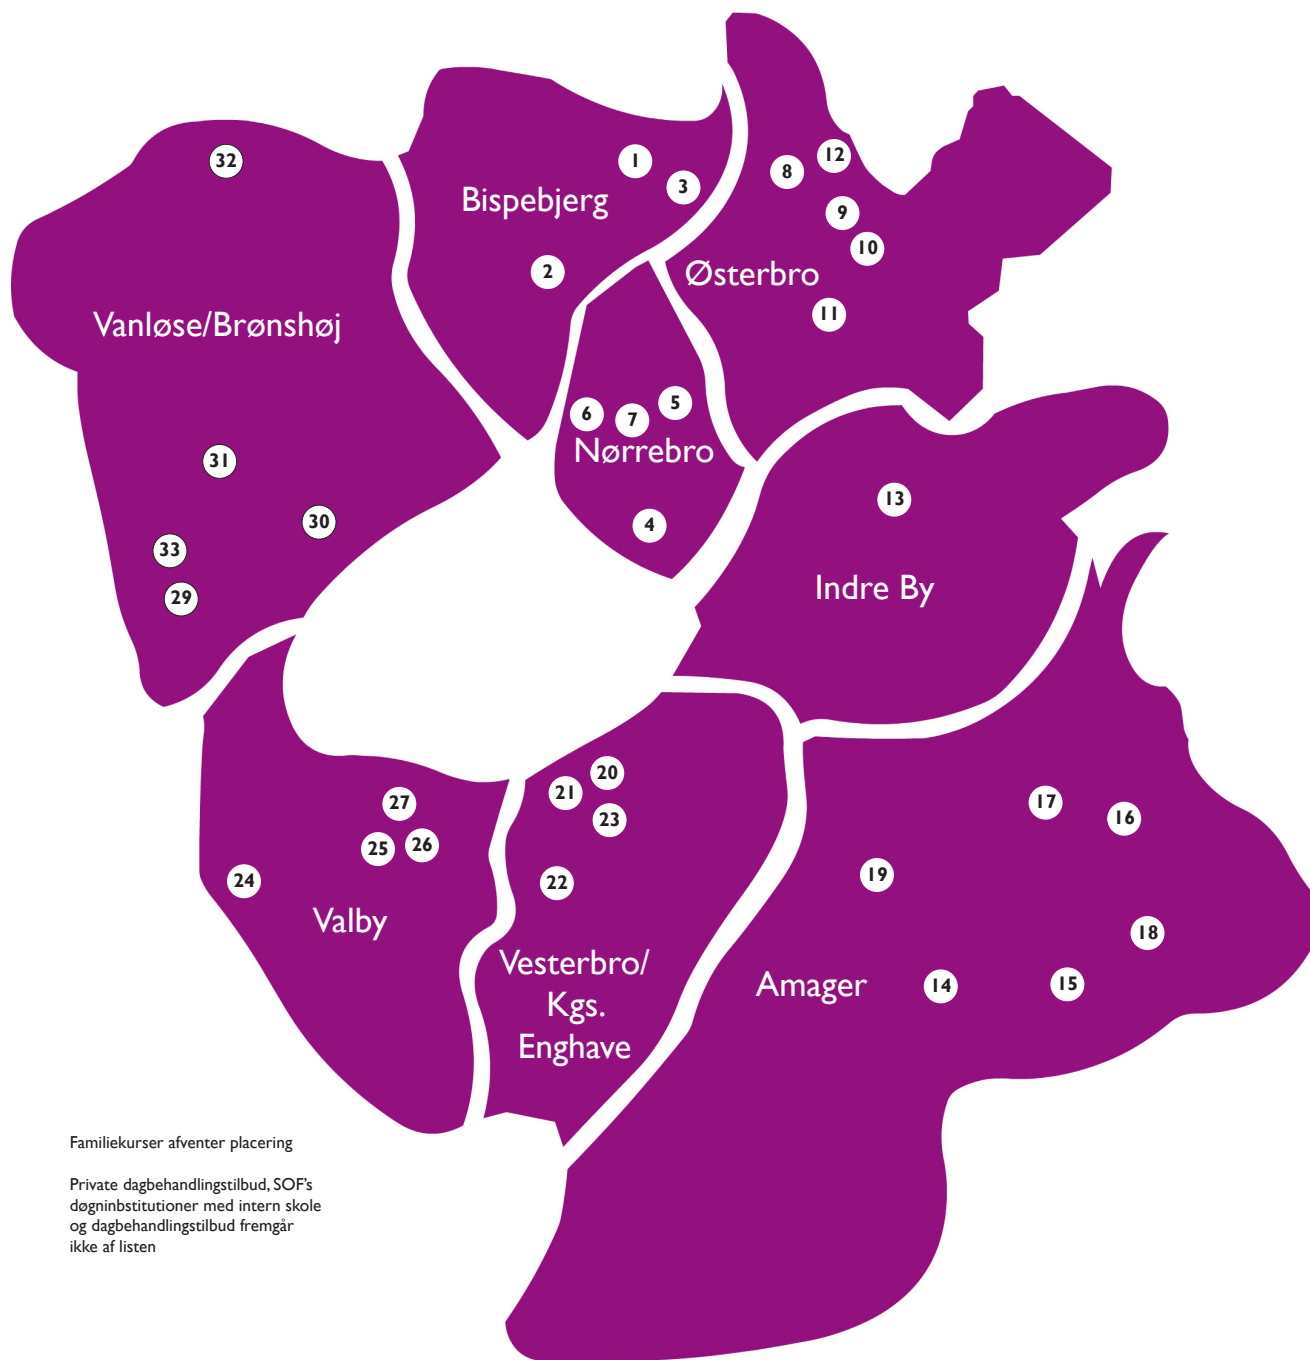 32
1
12
8
3
Bispebjerg
9
10
2
Østerbro
11
Vanløse/Brønshøj
5
6
7
Nørrebro
31
13
30
4
33
Indre By
29
20
21
27
17
23
16
26
25
19
24
22
Valby
18
Vesterbro/
Kgs.
Enghave
Amager
14
15
Familiekurser afventer placering
Private dagbehandlingstilbud, SOF's
døgninbstitutioner med intern skole
og dagbehandlingstilbud fremgår
ikke af listen